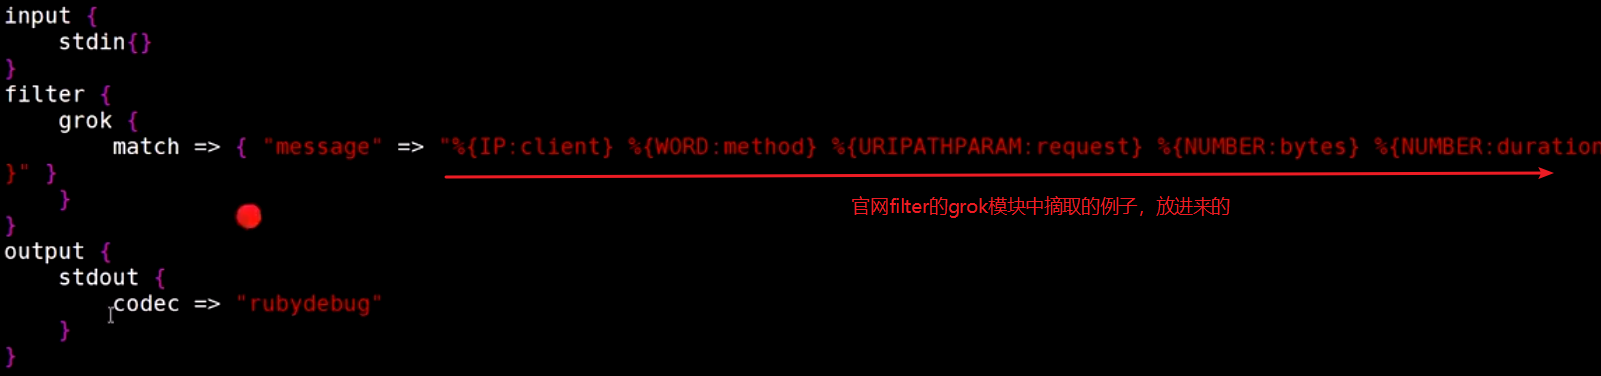 input {
    stdin{}
}
filter {
    grok {
        match => { "message" => "%{IP:client} %{WORD:method} %{URIPATHPARAM:request} %{NUMBER:bytes} %{NUMBER:duration
}" }
    }
官网filter的grok模块中摘取的例子，放进来的
}
output {
    stdout {
        codec => "rubydebug"
    }
}